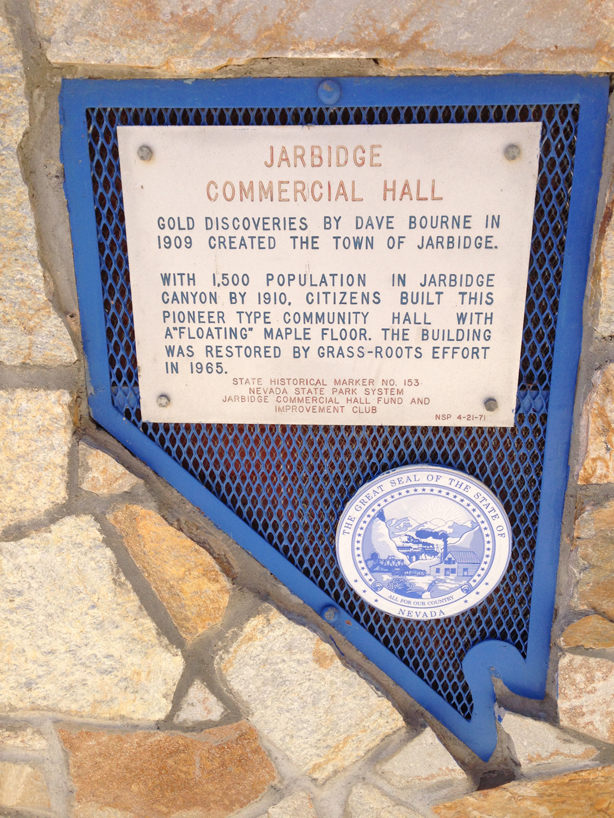 JARBIDGE
COMMERCIAL HALL
GOLD DISCOVERIES BY DAVE BOURNE IN
1909 CREATED THE TOWN OF JARBIDGE.
WITH 1,500 POPULATION IN JARBIDGE
CANYON BY 1910, CITIZENS BUILT THIS
PIONEER TYPE COMMUNITY HALL WITH
A "FLOATING" MAPLE FLOOR. THE BUILDING
WAS RESTORED BY GRASS-ROOTS EFFORT
IN 1965.
STATE HISTORICAL MARKER NO. 153
NEVADA STATE PARK SYSTEM
JARBIDGE COMMERCIAL HALL FUND AND
IMPROVEMENT CLUB
NSP 4-21-71
THE GREAT SEAL OF THE STATE OF
ALL FOR OUR COUNTRY
NEVADA